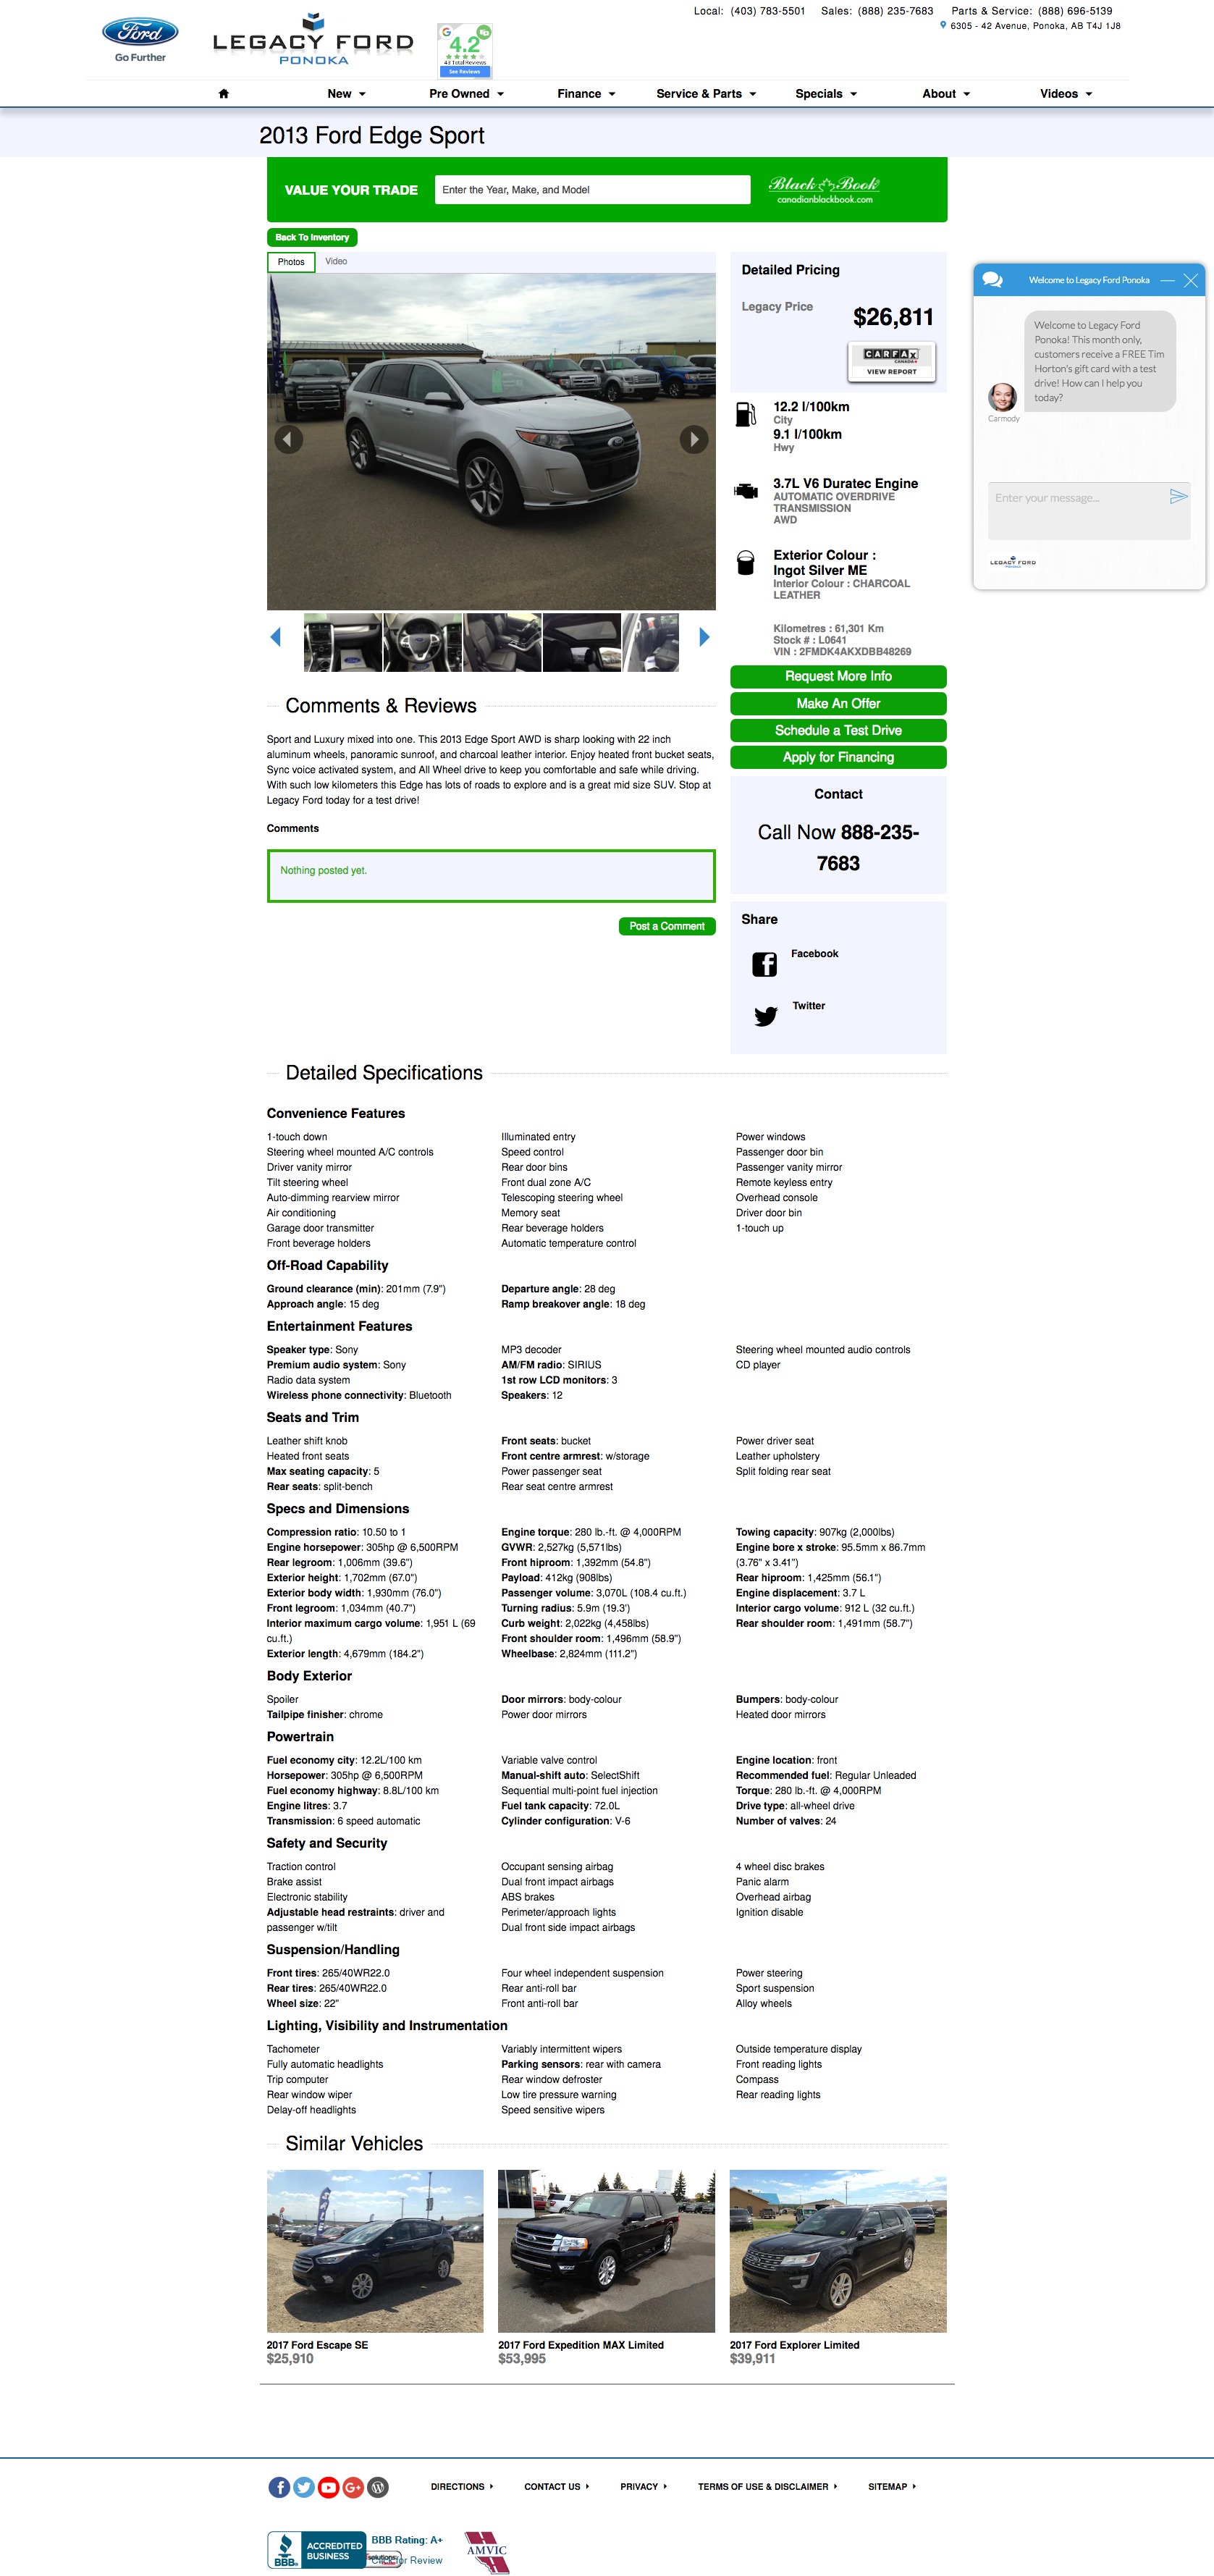 Local: (403) 783-5501 Sales: (888) 235-7683 Parts & Service: (888) 696-5139
6305 - 42 Avenue, Ponoka, AB T4J 1J8
Ford
Go Further
LEGACY FORD
PONOKA
4.2
42 Total Reviews
See Reviews
New
Pre Owned
Finance
Service & Parts
Specials
About
Videos
2013 Ford Edge Sport
VALUE YOUR TRADE
Enter the Year, Make, and Model
Black Book
canadianblackbook.com
Back To Inventory
Photos
Video
Detailed Pricing
Legacy Price
$26,811
CARFAX
CANADA
VIEW REPORT
12.2 l/100km
City
9.1 l/100km
Hwy
3.7L V6 Duratec Engine
AUTOMATIC OVERDRIVE
TRANSMISSION
AWD
Exterior Colour :
Ingot Silver ME
Interior Colour : CHARCOAL
LEATHER
Kilometres : 61,301 Km
Stock # : L0641
VIN : 2FMDK4AKXDBB48269
Request More Info
Make An Offer
Schedule a Test Drive
Apply for Financing
Contact
Call Now 888-235-
7683
Share
Facebook
Twitter
Welcome to Legacy Ford Ponoka
Welcome to Legacy Ford
Ponoka! This month only,
customers receive a FREE Tim
Horton's gift card with a test
drive! How can I help you
today?
Carmody
Enter your message...
LEGACY FORD
PONOKA
Comments & Reviews
Sport and Luxury mixed into one. This 2013 Edge Sport AWD is sharp looking with 22 inch
aluminum wheels, panoramic sunroof, and charcoal leather interior. Enjoy heated front bucket seats,
Sync voice activated system, and All Wheel drive to keep you comfortable and safe while driving.
With such low kilometers this Edge has lots of roads to explore and is a great mid size SUV. Stop at
Legacy Ford today for a test drive!
Comments
Nothing posted yet.
Post a Comment
Detailed Specifications
Convenience Features
1-touch down Illuminated entry Power windows
Steering wheel mounted A/C controls Speed control Passenger door bin
Driver vanity mirror Rear door bins Passenger vanity mirror
Tilt steering wheel Front dual zone A/C Remote keyless entry
Auto-dimming rearview mirror Telescoping steering wheel Overhead console
Air conditioning Memory seat Driver door bin
Garage door transmitter Rear beverage holders 1-touch up
Front beverage holders Automatic temperature control
Off-Road Capability
Ground clearance (min): 201mm (7.9") Departure angle: 28 deg
Approach angle: 15 deg Ramp breakover angle: 18 deg
Entertainment Features
Speaker type: Sony MP3 decoder Steering wheel mounted audio controls
Premium audio system: Sony AM/FM radio: SIRIUS CD player
Radio data system 1st row LCD monitors: 3
Wireless phone connectivity: Bluetooth Speakers: 12
Seats and Trim
Leather shift knob Front seats: bucket Power driver seat
Heated front seats Front centre armrest: w/storage Leather upholstery
Max seating capacity: 5 Power passenger seat Split folding rear seat
Rear seats: split-bench Rear seat centre armrest
Specs and Dimensions
Compression ratio: 10.50 to 1 Engine torque: 280 lb.-ft. @ 4,000RPM Towing capacity: 907kg (2,000lbs)
Engine horsepower: 305hp @ 6,500RPM GVWR: 2,527kg (5,571lbs) Engine bore x stroke: 95.5mm x 86.7mm
Rear legroom: 1,006mm (39.6") Front hiproom: 1,392mm (54.8") (3.76" x 3.41")
Exterior height: 1,702mm (67.0") Payload: 412kg (908lbs) Rear hiproom: 1,425mm (56.1")
Exterior body width: 1,930mm (76.0") Passenger volume: 3,070L (108.4 cu.ft.) Engine displacement: 3.7 L
Front legroom: 1,034mm (40.7") Turning radius: 5.9m (19.3') Interior cargo volume: 912 L (32 cu.ft.)
Interior maximum cargo volume: 1,951 L (69 Curb weight: 2,022kg (4,458lbs) Rear shoulder room: 1,491mm (58.7")
cu.ft.) Front shoulder room: 1,496mm (58.9")
Exterior length: 4,679mm (184.2") Wheelbase: 2,824mm (111.2")
Body Exterior
Spoiler Door mirrors: body-colour Bumpers: body-colour
Tailpipe finisher: chrome Power door mirrors Heated door mirrors
Powertrain
Fuel economy city: 12.2L/100 km Variable valve control Engine location: front
Horsepower: 305hp @ 6,500RPM Manual-shift auto: SelectShift Recommended fuel: Regular Unleaded
Fuel economy highway: 8.8L/100 km Sequential multi-point fuel injection Torque: 280 lb.-ft. @ 4,000RPM
Engine litres: 3.7 Fuel tank capacity: 72.0L Drive type: all-wheel drive
Transmission: 6 speed automatic Cylinder configuration: V-6 Number of valves: 24
Safety and Security
Traction control Occupant sensing airbag 4 wheel disc brakes
Brake assist Dual front impact airbags Panic alarm
Electronic stability ABS brakes Overhead airbag
Adjustable head restraints: driver and Perimeter/approach lights Ignition disable
passenger w/tilt Dual front side impact airbags
Suspension/Handling
Front tires: 265/40WR22.0 Four wheel independent suspension Power steering
Rear tires: 265/40WR22.0 Rear anti-roll bar Sport suspension
Wheel size: 22" Front anti-roll bar Alloy wheels
Lighting, Visibility and Instrumentation
Tachometer Variably intermittent wipers Outside temperature display
Fully automatic headlights Parking sensors: rear with camera Front reading lights
Trip computer Rear window defroster Compass
Rear window wiper Low tire pressure warning Rear reading lights
Delay-off headlights Speed sensitive wipers
Similar Vehicles
2017 Ford Escape SE
$25,910
2017 Ford Expedition MAX Limited
$53,995
2017 Ford Explorer Limited
$39,911
DIRECTIONS CONTACT US PRIVACY TERMS OF USE & DISCLAIMER SITEMAP
BBB
ACCREDITED
BUSINESS
BBB Rating: A+
for Review
AMVIC